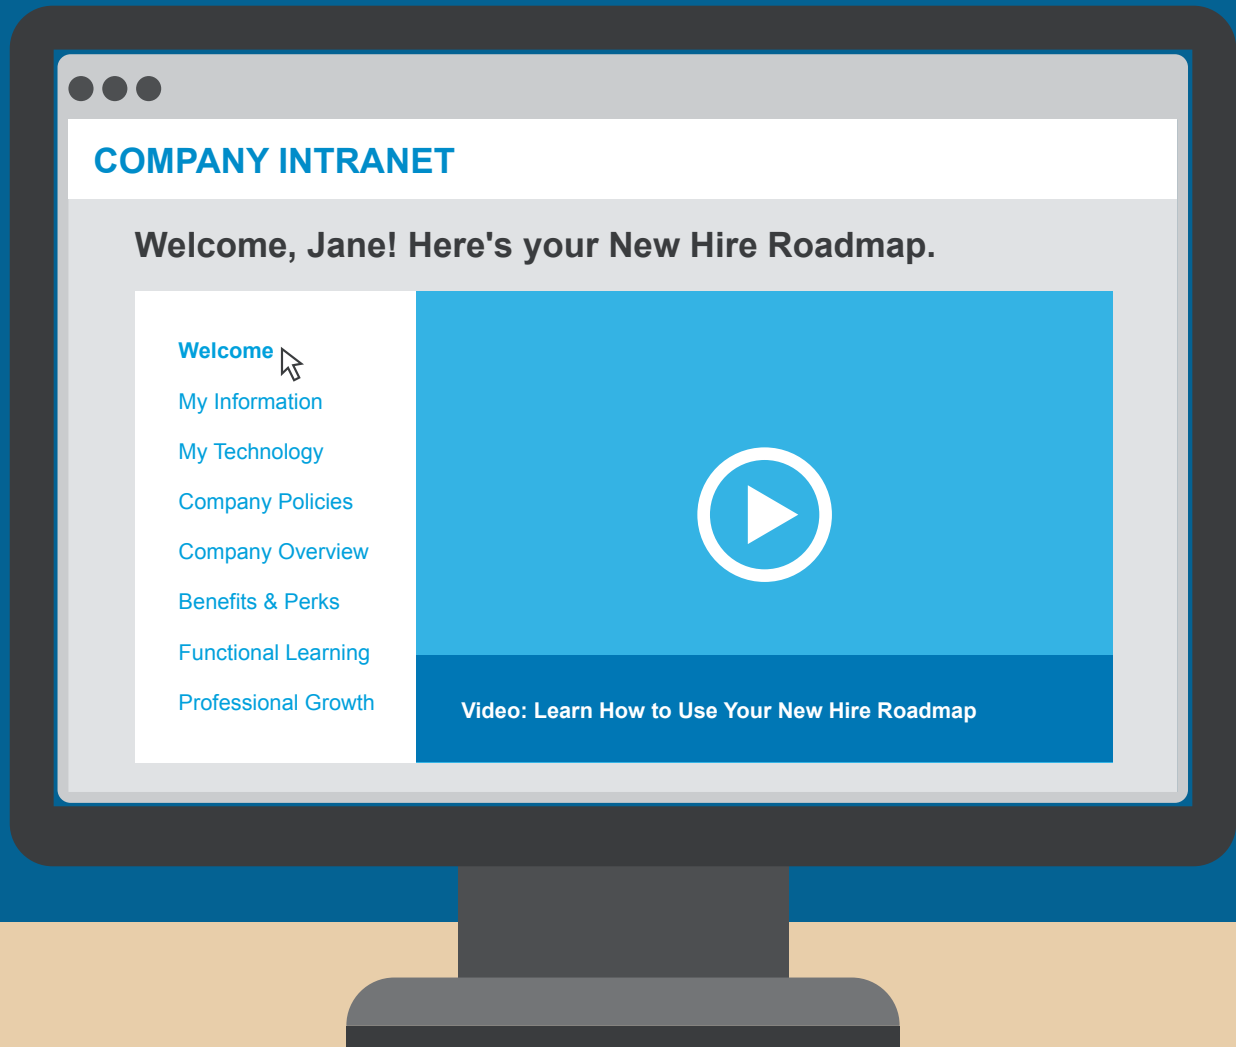 COMPANY INTRANET
Welcome, Jane! Here's your New Hire Roadmap.
Welcome
My Information
My Technology
Company Policies
Company Overview
Benefits & Perks
Functional Learning
Professional Growth
Video: Learn How to Use Your New Hire Roadmap